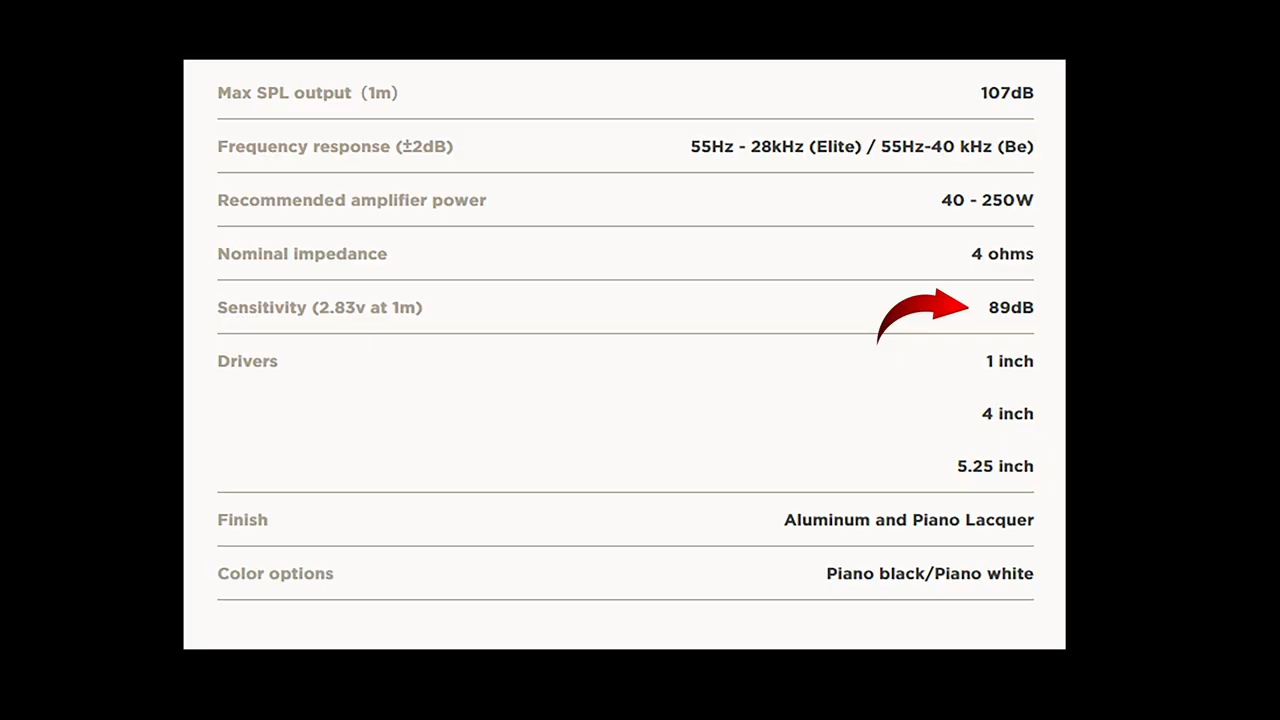 Max SPL output (1m) 107dB
Frequency response (±2dB) 55Hz - 28kHz (Elite) / 55Hz-40 kHz (Be)
Recommended amplifier power 40 - 250W
Nominal impedance 4 ohms
Sensitivity (2.83v at 1m) 89dB
Drivers 1 inch
4 inch
5.25 inch
Finish Aluminum and Piano Lacquer
Color options Piano black/Piano white